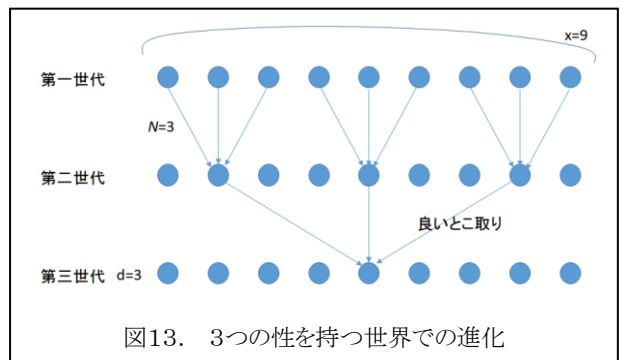 x=9
第一世代
N=3
第二世代
良いとこ取り
第三世代 d=3
図13. 3つの性を持つ世界での進化